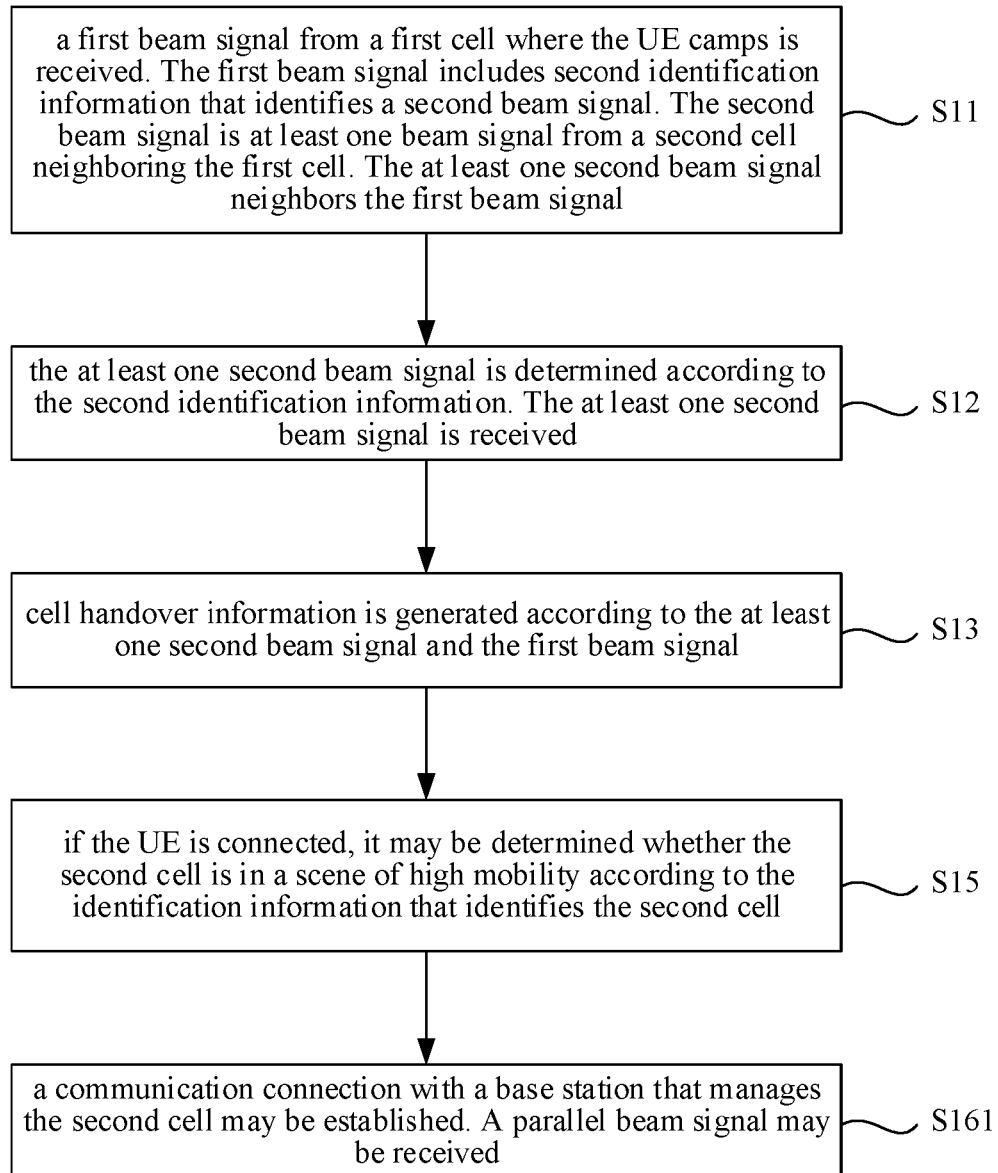 a first beam signal from a first cell where the UE camps is
received. The first beam signal includes second identification
information that identifies a second beam signal. The second
beam signal is at least one beam signal from a second cell
neighboring the first cell. The at least one second beam signal
neighbors the first beam signal
S11
the at least one second beam signal is determined according to
the second identification information. The at least one second
beam signal is received
S12
cell handover information is generated according to the at least
one second beam signal and the first beam signal
S13
if the UE is connected, it may be determined whether the
second cell is in a scene of high mobility according to the
identification information that identifies the second cell
S15
a communication connection with a base station that manages
the second cell may be established. A parallel beam signal may
be received
S161